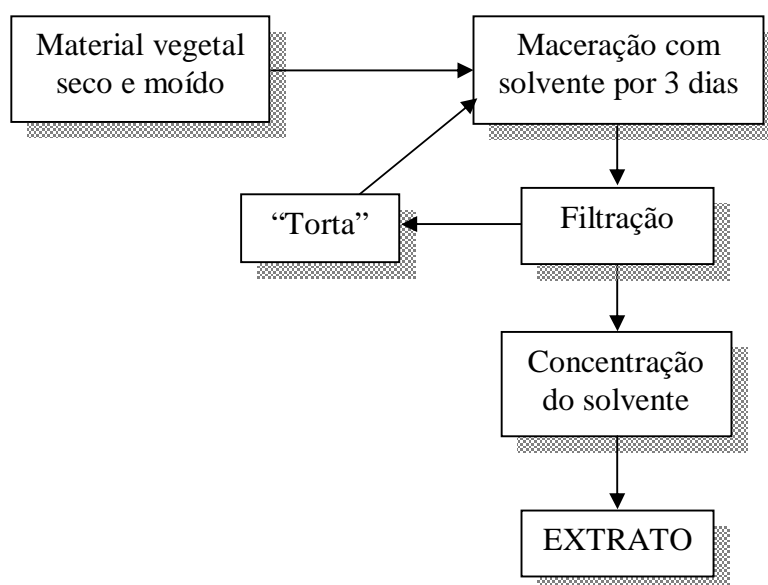 Material vegetal
seco e moído
Maceração com
solvente por 3 dias
“Torta”
Filtração
Concentração
do solvente
EXTRATO